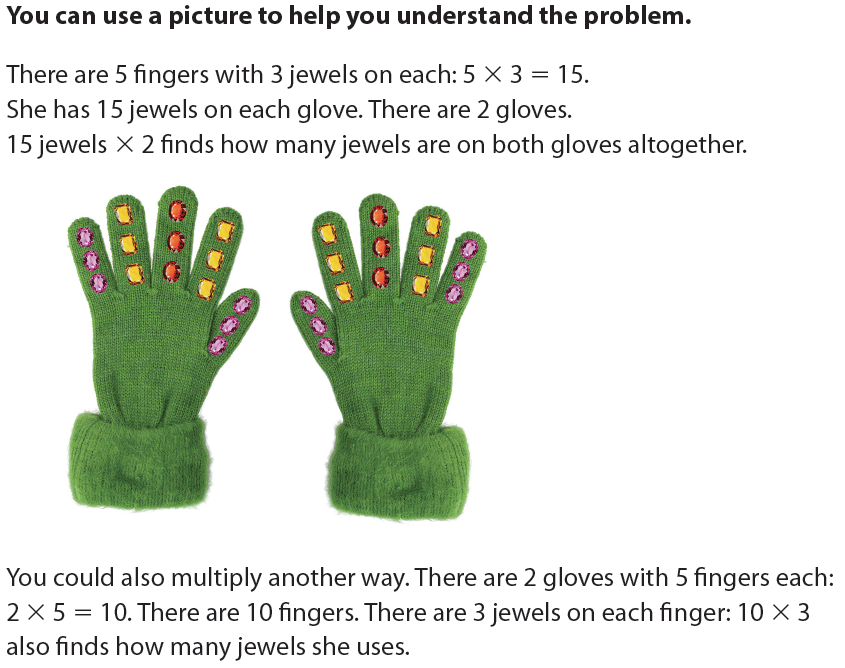 You can use a picture to help you understand the problem.
There are 5 fingers with 3 jewels on each: 5 × 3 = 15.
She has 15 jewels on each glove. There are 2 gloves.
15 jewels × 2 finds how many jewels are on both gloves altogether.
You could also multiply another way. There are 2 gloves with 5 fingers each:
2 × 5 = 10. There are 10 fingers. There are 3 jewels on each finger: 10 × 3
also finds how many jewels she uses.